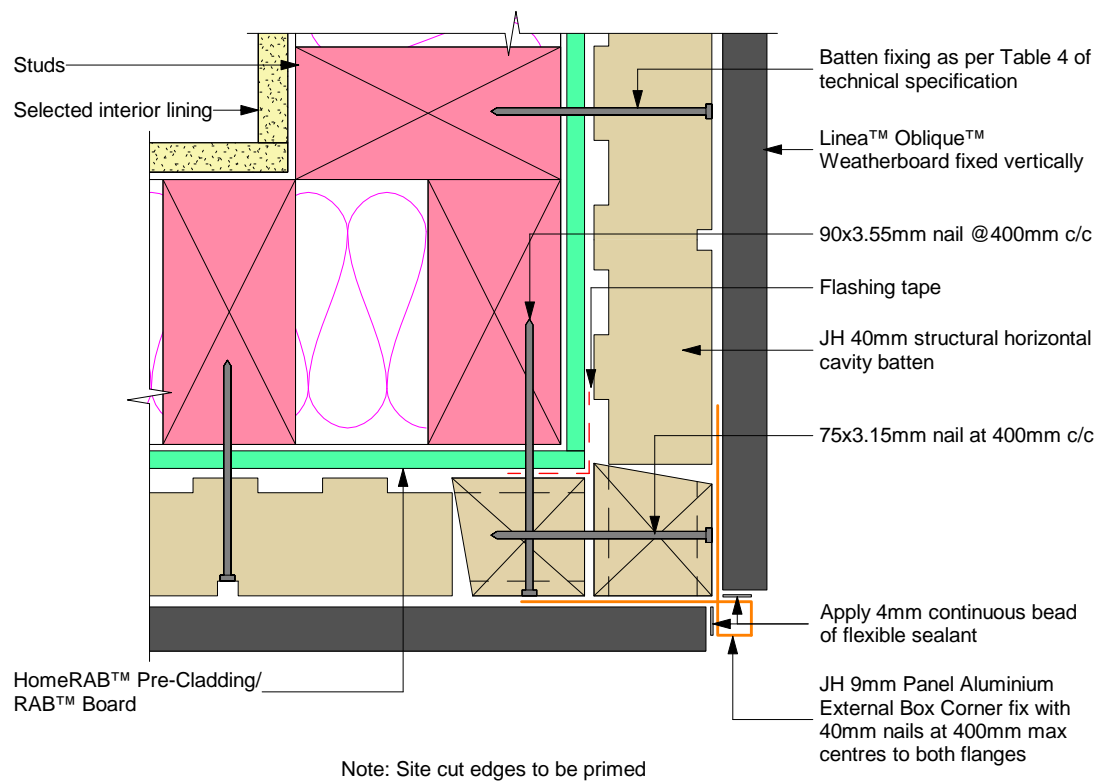 Studs
Selected interior lining
Batten fixing as per Table 4 of
technical specification
Linea™ Oblique™
Weatherboard fixed vertically
90x3.55mm nail @400mm c/c
Flashing tape
JH 40mm structural horizontal
cavity batten
75x3.15mm nail at 400mm c/c
Apply 4mm continuous bead
of flexible sealant
HomeRAB™ Pre-Cladding/
RAB™ Board
JH 9mm Panel Aluminium
External Box Corner fix with
40mm nails at 400mm max
centres to both flanges
Note: Site cut edges to be primed